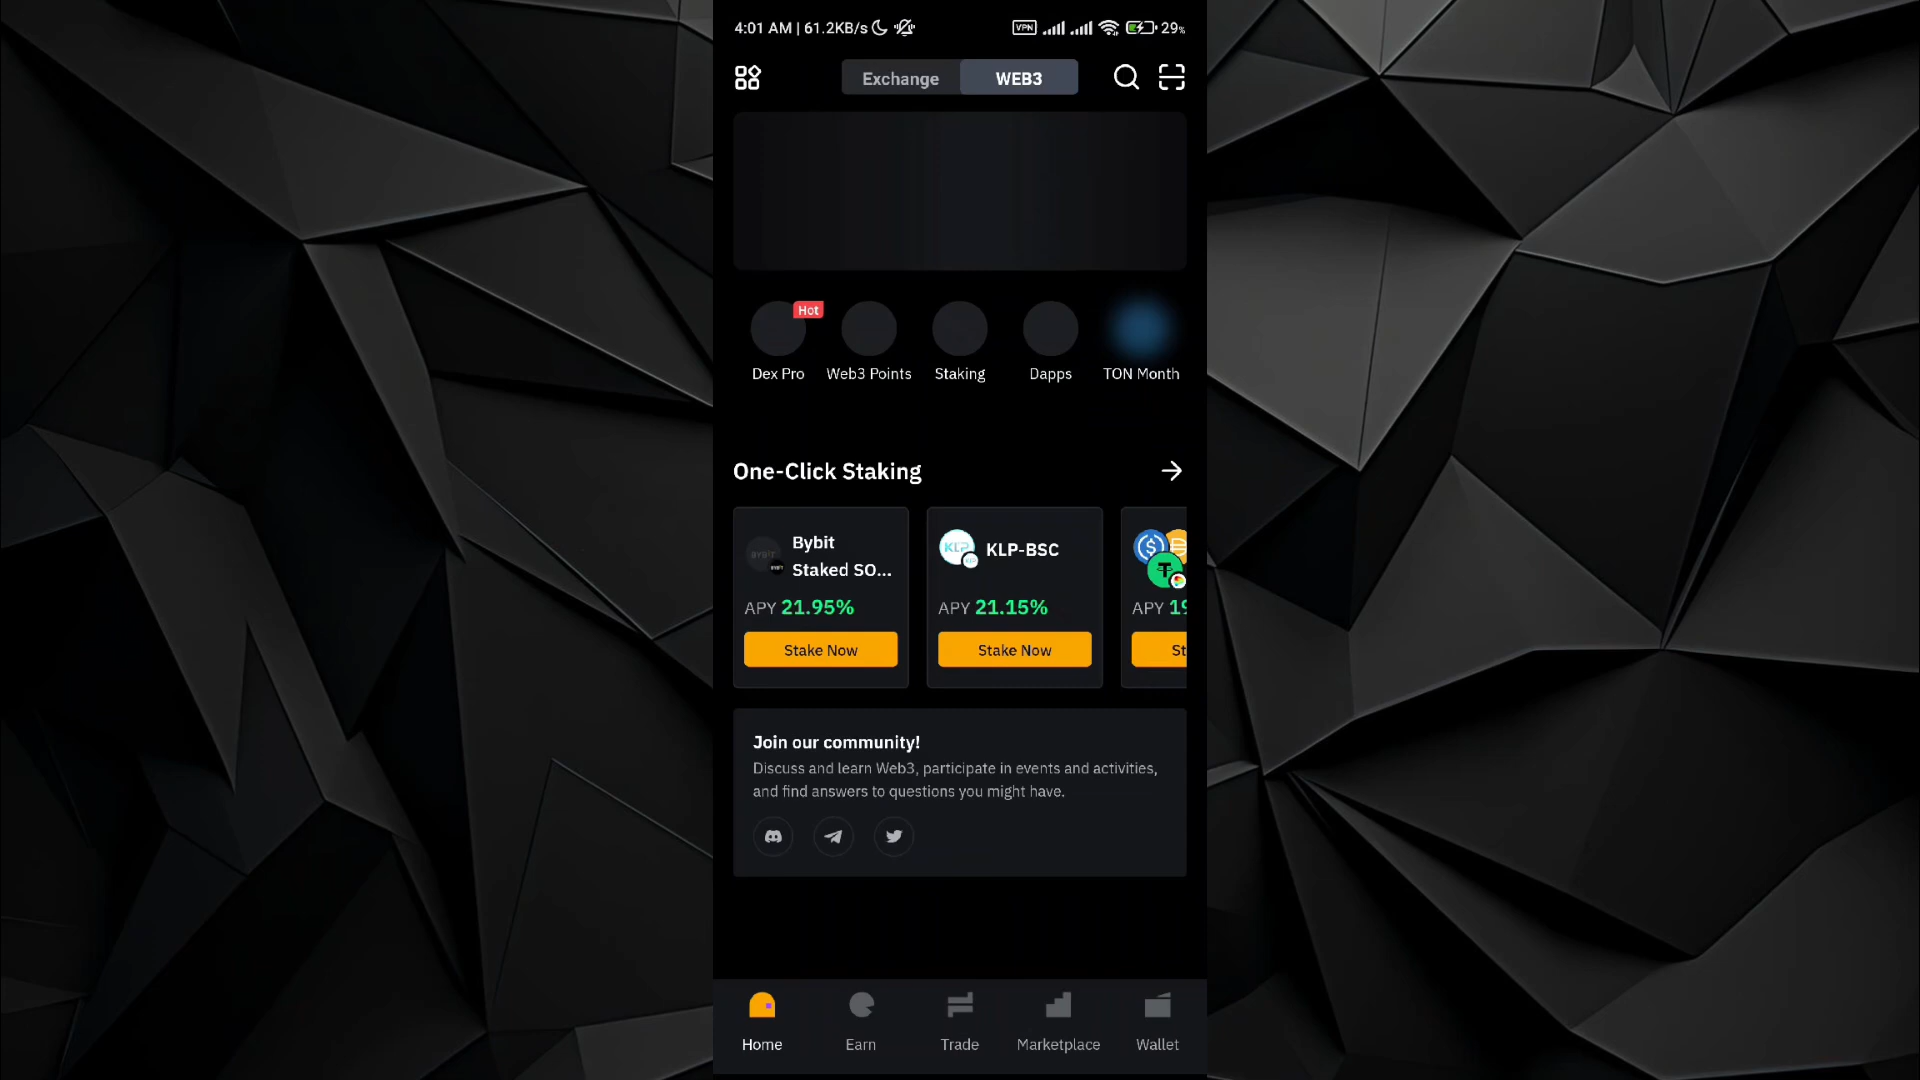 4:01 AM | 61.2KB/s VPN 29%
Exchange WEB3
Hot
Dex Pro Web3 Points Staking Dapps TON Month
One-Click Staking
Bybit
Staked SO... KLP-BSC
APY 21.95% APY 21.15% APY 19
Stake Now Stake Now St
Join our community!
Discuss and learn Web3, participate in events and activities,
and find answers to questions you might have.
Home Earn Trade Marketplace Wallet